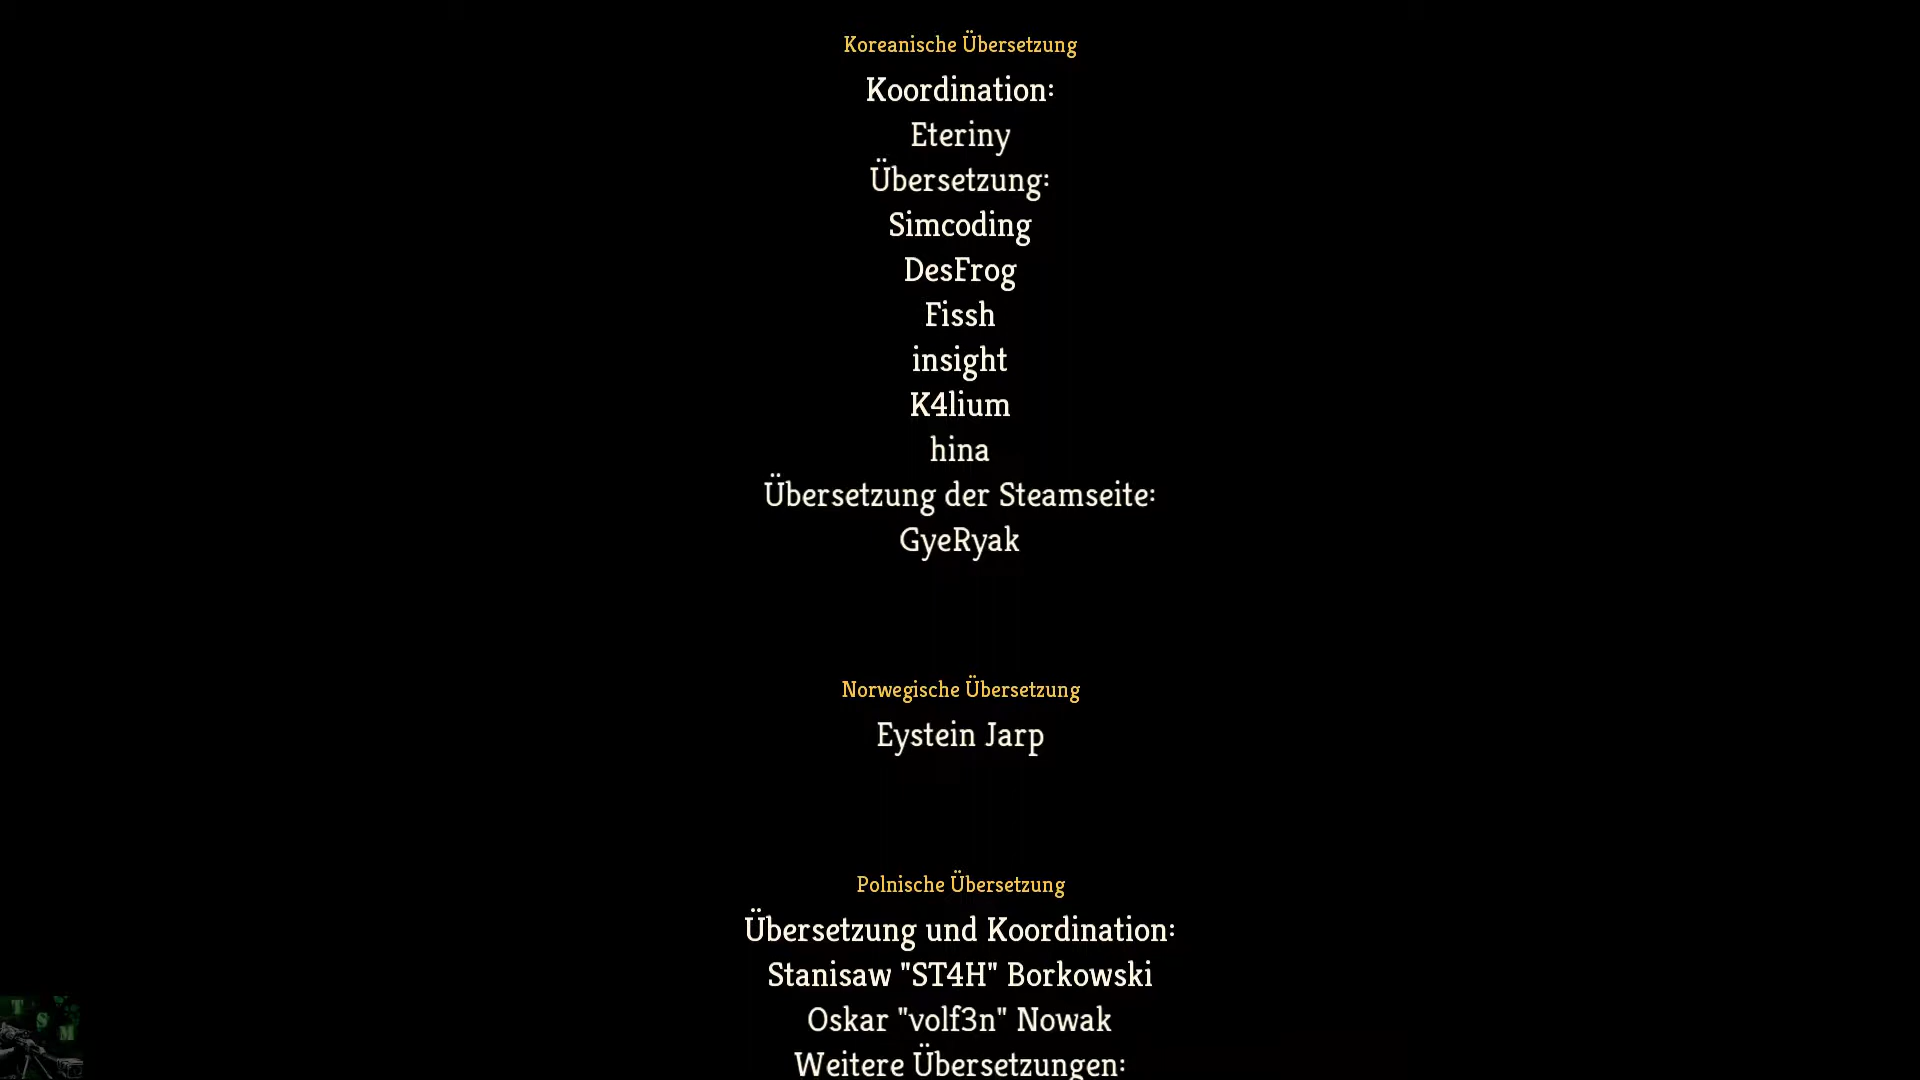 Koreanische Übersetzung
Koordination:
Eteriny
Übersetzung:
Simcoding
DesFrog
Fissh
insight
K4lium
hina
Übersetzung der Steamseite:
GyeRyak
Norwegische Übersetzung
Eystein Jarp
Polnische Übersetzung
Übersetzung und Koordination:
Stanisaw "ST4H" Borkowski
Oskar "volf3n" Nowak
Weitere Übersetzungen:
T
S
M